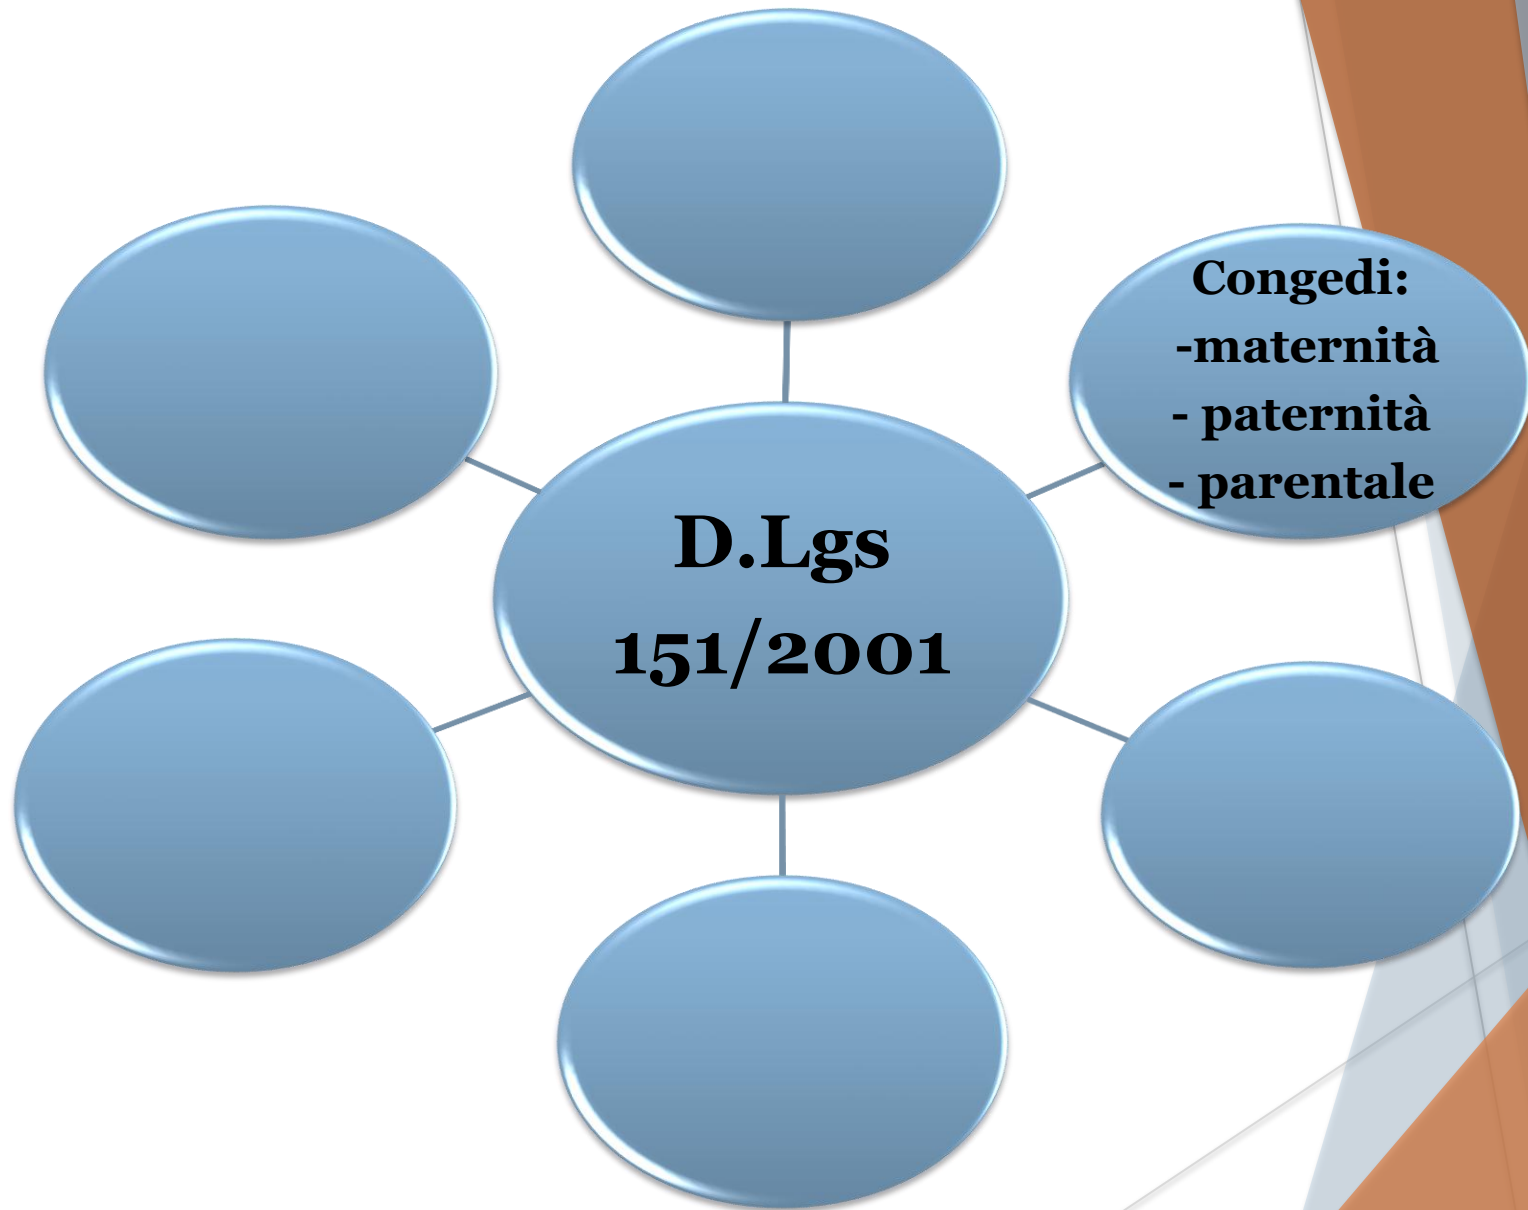 Congedi:
-maternità
- paternità
- parentale
D.Lgs
151/2001